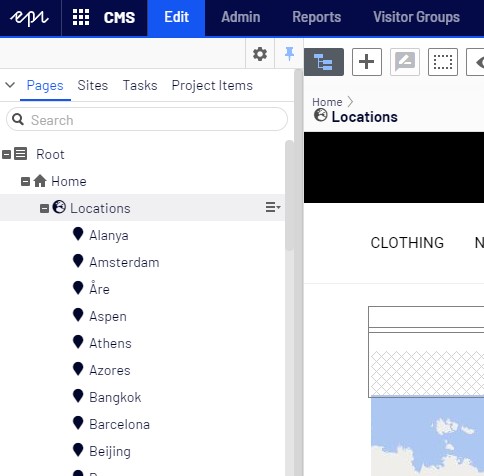 epi CMS Edit Admin Reports Visitor Groups
Pages Sites Tasks Project Items
Search
Root
Home
Locations
Alanya
Amsterdam
Åre
Aspen
Athens
Azores
Bangkok
Barcelona
Beijing
Home
Locations
CLOTHING N